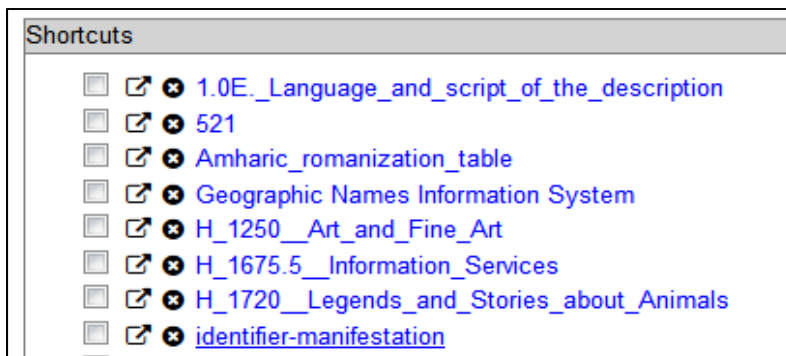 Shortcuts
1.0E._Language_and_script_of_the_description
521
Amharic_romanization_table
Geographic Names Information System
H_1250__Art_and_Fine_Art
H_1675.5__Information_Services
H_1720__Legends_and_Stories_about_Animals
identifier-manifestation